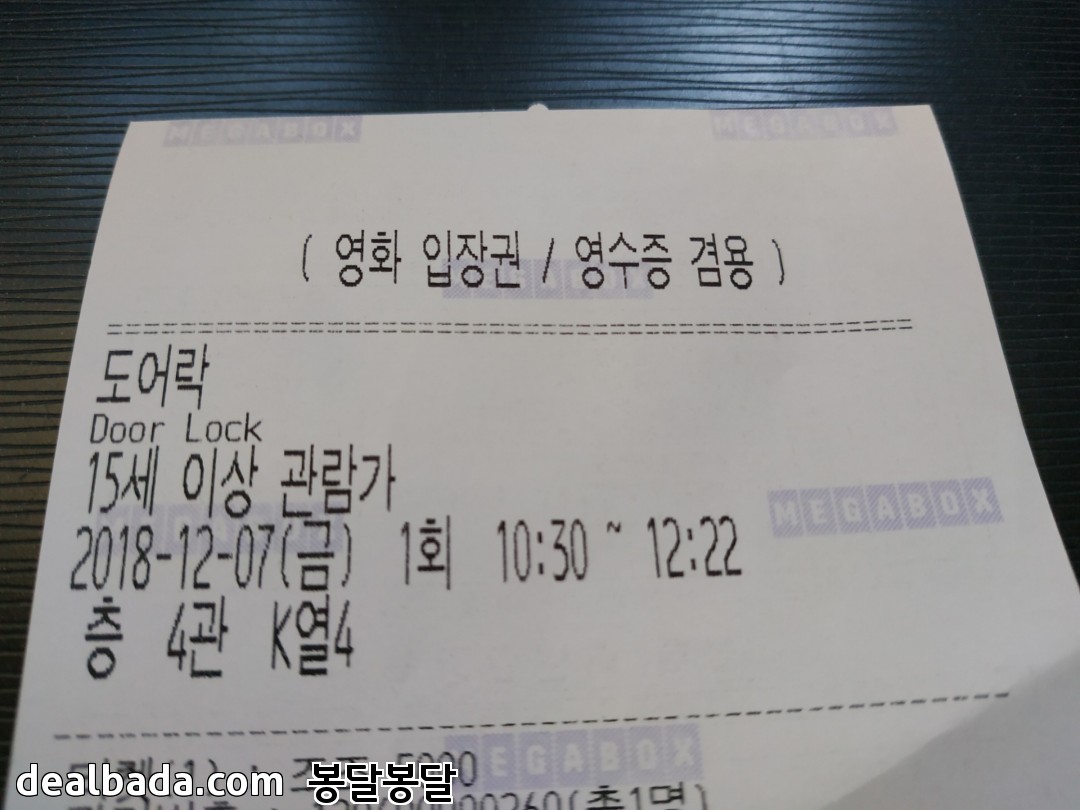 MEGABOX MEGABOX
( 영화 입장권 / 영수증 겸용 )
MEGABOX
도어락
Door Lock
15세 이상 관람가
MEGABOX
2018-12-07(금) 1회 10:30 ~ 12:22
층 4관 K열4
MEGABOX
dealbada.com 봉달봉달